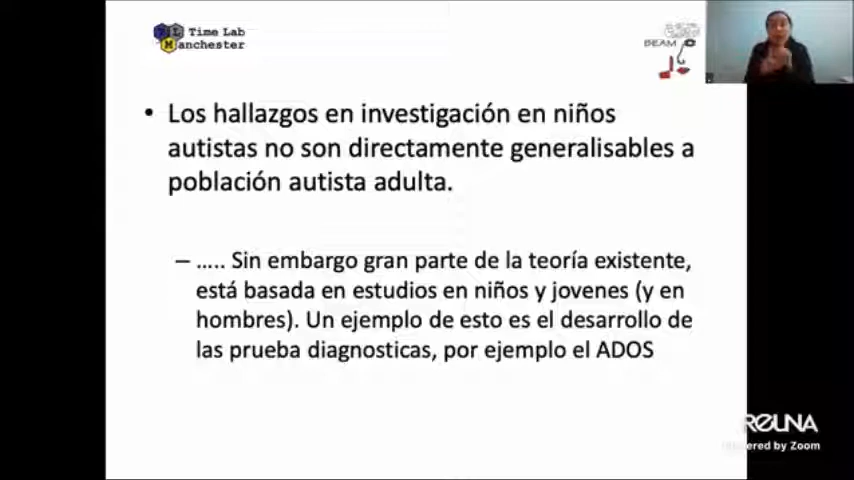 Time Lab
Manchester
BEAM
• Los hallazgos en investigación en niños
autistas no son directamente generalisables a
población autista adulta.
– ..... Sin embargo gran parte de la teoría existente,
está basada en estudios en niños y jovenes (y en
hombres). Un ejemplo de esto es el desarrollo de
las prueba diagnosticas, por ejemplo el ADOS
REUNA
Powered by Zoom